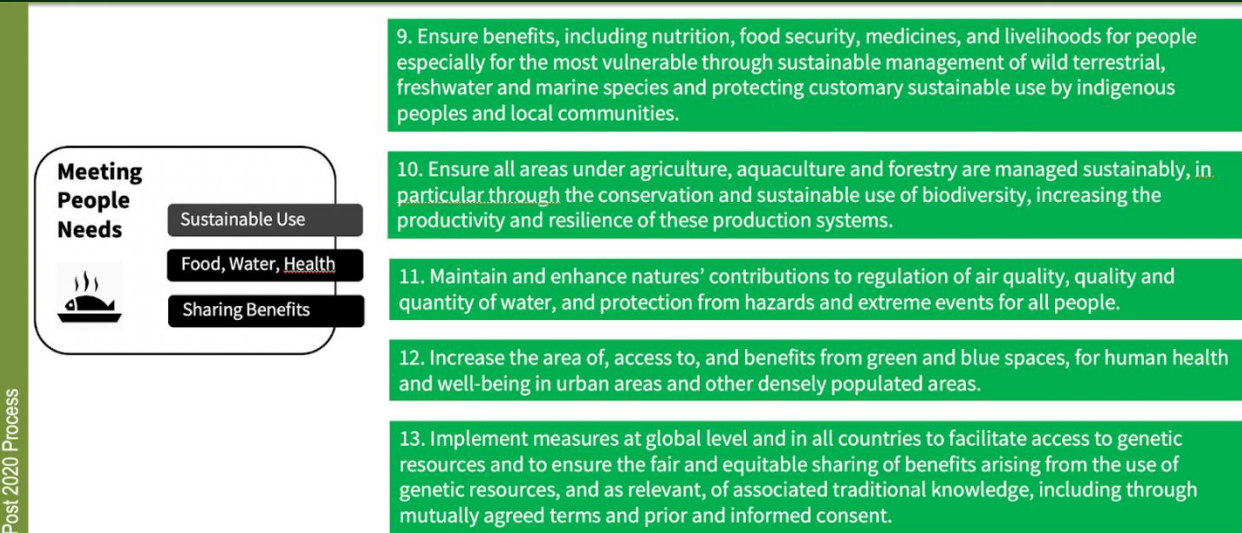 9. Ensure benefits, including nutrition, food security, medicines, and livelihoods for people
especially for the most vulnerable through sustainable management of wild terrestrial,
freshwater and marine species and protecting customary sustainable use by indigenous
peoples and local communities.
Meeting
People
Needs
Sustainable Use
Food, Water, Health
Sharing Benefits
10. Ensure all areas under agriculture, aquaculture and forestry are managed sustainably, in
particular through the conservation and sustainable use of biodiversity, increasing the
productivity and resilience of these production systems.
11. Maintain and enhance natures’ contributions to regulation of air quality, quality and
quantity of water, and protection from hazards and extreme events for all people.
12. Increase the area of, access to, and benefits from green and blue spaces, for human health
and well-being in urban areas and other densely populated areas.
13. Implement measures at global level and in all countries to facilitate access to genetic
resources and to ensure the fair and equitable sharing of benefits arising from the use of
genetic resources, and as relevant, of associated traditional knowledge, including through
mutually agreed terms and prior and informed consent.
Post 2020 Process